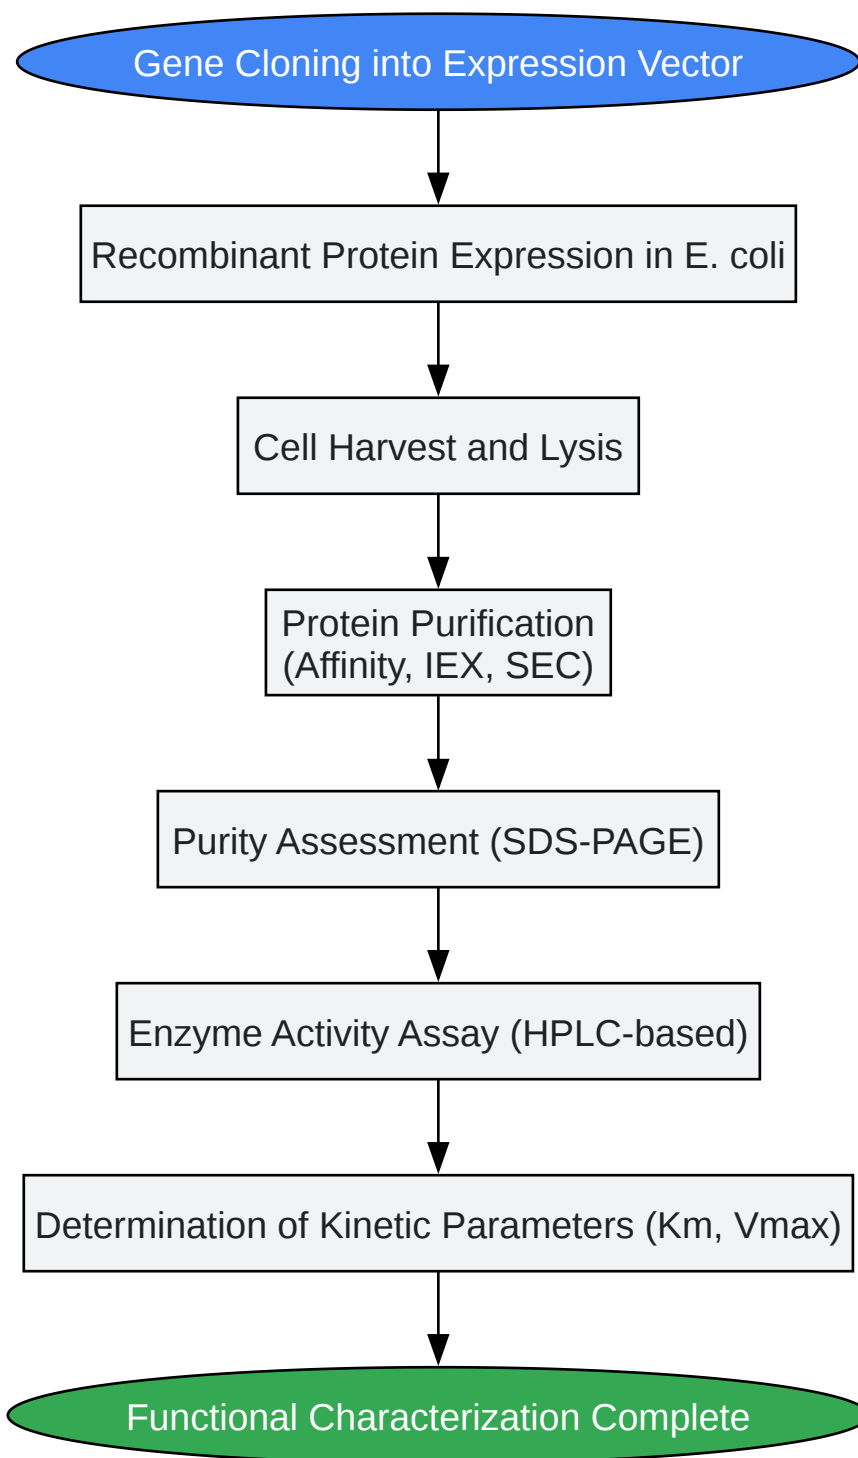 Gene Cloning into Expression Vector
Recombinant Protein Expression in E. coli
Cell Harvest and Lysis
Protein Purification
(Affinity, IEX, SEC)
Purity Assessment (SDS-PAGE)
Enzyme Activity Assay (HPLC-based)
Determination of Kinetic Parameters (Km, Vmax)
Functional Characterization Complete